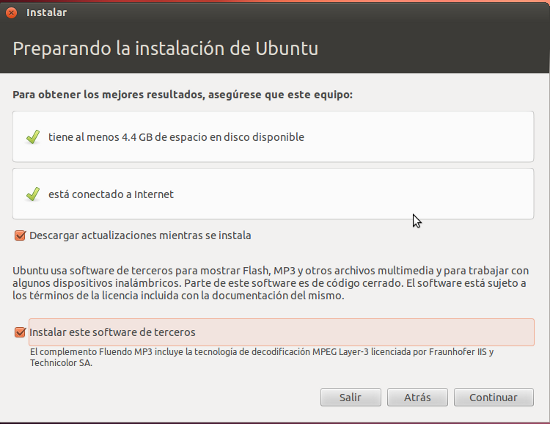 Instalar
Preparando la instalación de Ubuntu
Para obtener los mejores resultados, asegúrese que este equipo:
tiene al menos 4.4 GB de espacio en disco disponible
está conectado a Internet
Descargar actualizaciones mientras se instala
Ubuntu usa software de terceros para mostrar Flash, MP3 y otros archivos multimedia y para trabajar con
algunos dispositivos inalámbricos. Parte de este software es de código cerrado. El software está sujeto a
los términos de la licencia incluida con la documentación del mismo.
Instalar este software de terceros
El complemento Fluendo MP3 incluye la tecnología de decodificación MPEG Layer-3 licenciada por Fraunhofer IIS y
Technicolor SA.
Salir Atrás Continuar